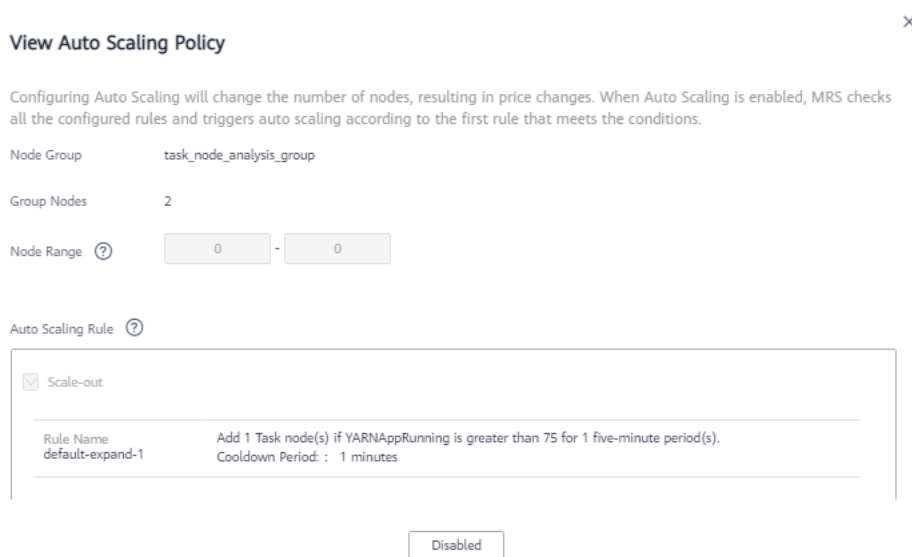 View Auto Scaling Policy
Configuring Auto Scaling will change the number of nodes, resulting in price changes. When Auto Scaling is enabled, MRS checks
all the configured rules and triggers auto scaling according to the first rule that meets the conditions.
Node Group task_node_analysis_group
Group Nodes 2
Node Range ? 0 - 0
Auto Scaling Rule ?
Scale-out
Rule Name Add 1 Task node(s) if YARNAppRunning is greater than 75 for 1 five-minute period(s).
default-expand-1 Cooldown Period: : 1 minutes
Disabled